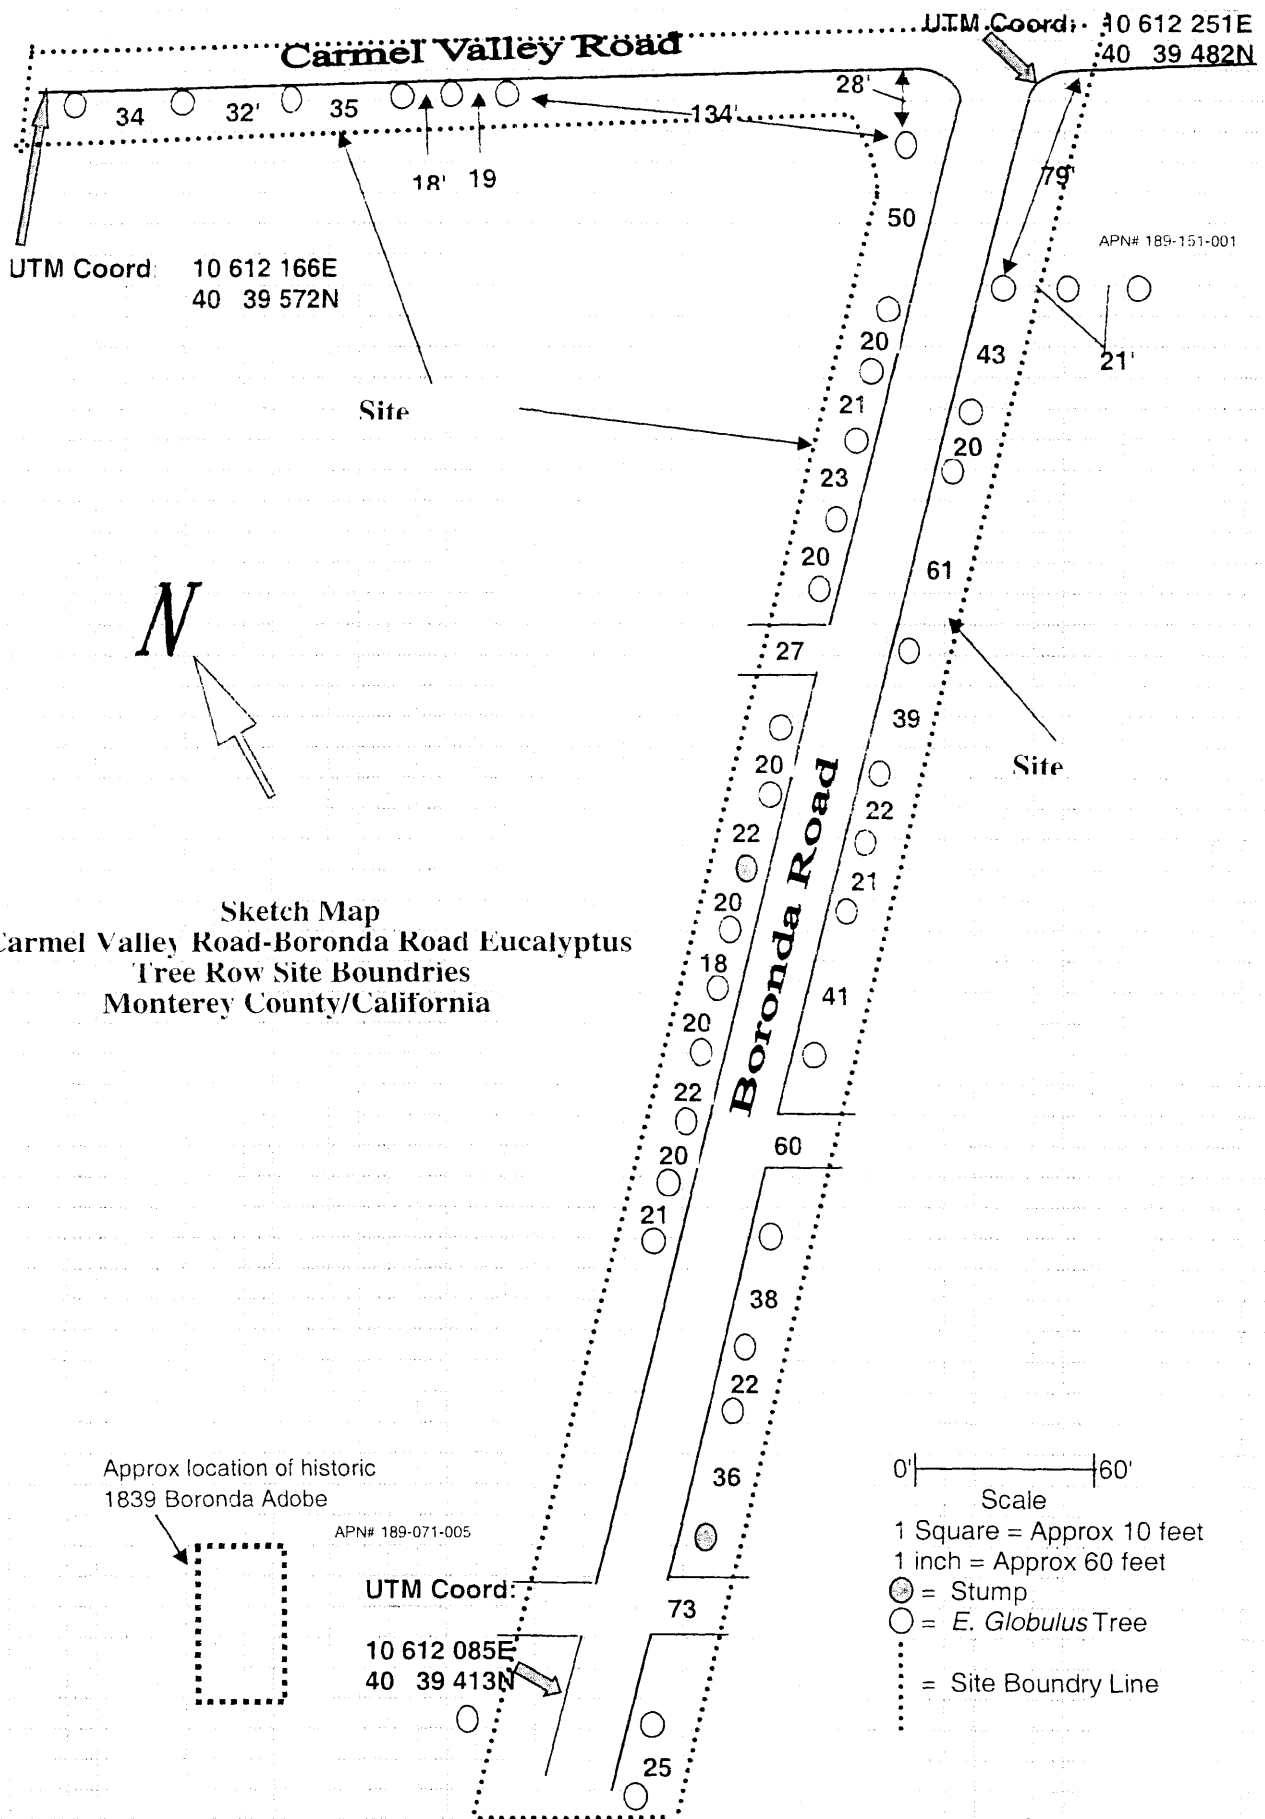 UTM Coord: 10 612 251E
40 39 482N
Carmel Valley Road
34
32'
35
18'
19
134'
28'
79'
50
APN# 189-151-001
UTM Coord: 10 612 166E
40 39 572N
20
43
21'
Site
21
20
23
20
61
N
27
39
Site
20
22
22
Boronda Road
21
20
Sketch Map
Carmel Valley Road-Boronda Road Eucalyptus
Tree Row Site Boundries
Monterey County/California
18
41
20
22
60
20
21
38
22
Approx location of historic
1839 Boronda Adobe
36
0' 60'
Scale
1 Square = Approx 10 feet
1 inch = Approx 60 feet
= Stump
= E. Globulus Tree
= Site Boundry Line
APN# 189-071-005
UTM Coord:
73
10 612 085E
40 39 413N
25